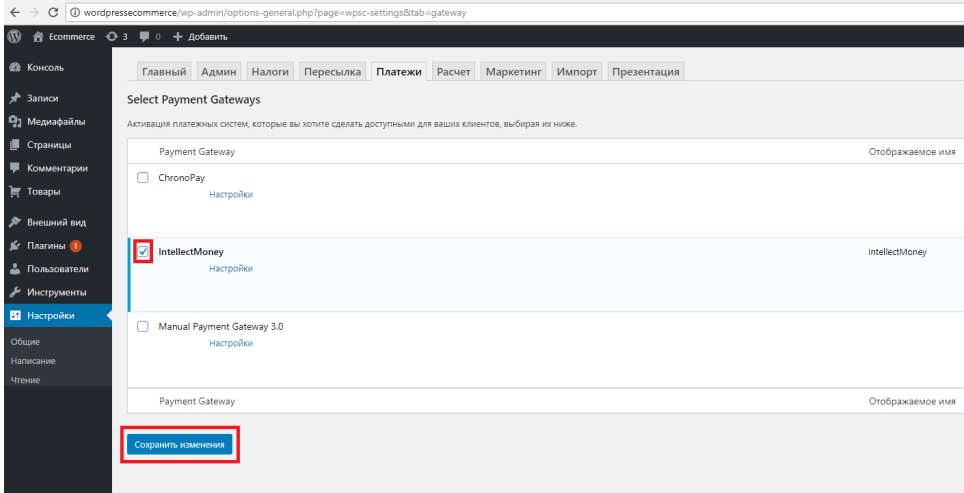 wordpressecommerce/wp-admin/options-general.php?page=wpsc-settings&tab=gateway
Ecommerce 3 0 + Добавить
Консоль
Записи
Медиафайлы
Страницы
Комментарии
Товары
Внешний вид
Плагины 1
Пользователи
Инструменты
Настройки
Общие
Написание
Чтение
Главный Админ Налоги Пересылка Платежи Расчет Маркетинг Импорт Презентация
Select Payment Gateways
Активация платежных систем, которые вы хотите сделать доступными для ваших клиентов, выбирая их ниже.
Payment Gateway Отображаемое имя
ChronoPay
Настройки
IntellectMoney IntellectMoney
Настройки
Manual Payment Gateway 3.0
Настройки
Payment Gateway Отображаемое имя
Сохранить изменения